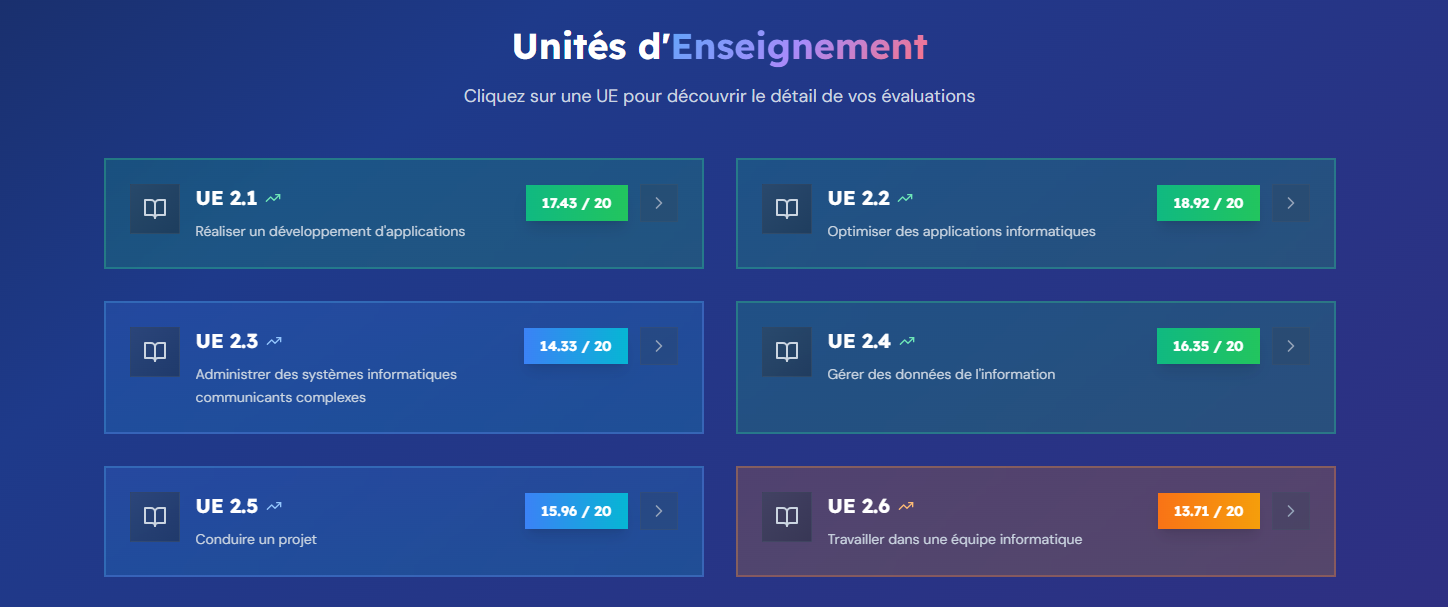 Unités d'Enseignement
Cliquez sur une UE pour découvrir le détail de vos évaluations
UE 2.1
17.43 / 20
Réaliser un développement d'applications
UE 2.2
18.92 / 20
Optimiser des applications informatiques
UE 2.3
14.33 / 20
Administrer des systèmes informatiques
communicants complexes
UE 2.4
16.35 / 20
Gérer des données de l'information
UE 2.5
15.96 / 20
Conduire un projet
UE 2.6
13.71 / 20
Travailler dans une équipe informatique